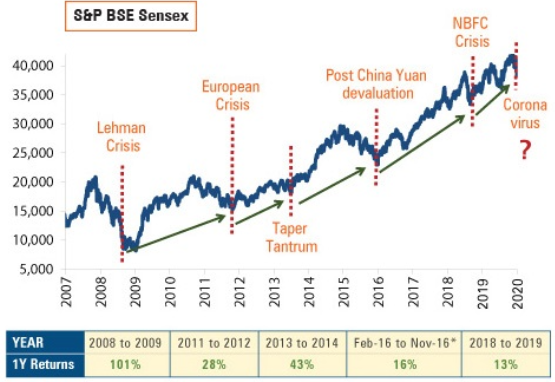 S&P BSE Sensex
NBFC
Crisis
European
Crisis
Post China Yuan
devaluation
Lehman
Crisis
Corona
virus
?
Taper
Tantrum
40,000
35,000
30,000
25,000
20,000
15,000
10,000
5,000
2007 2008 2009 2010 2011 2012 2013 2014 2015 2016 2017 2018 2019 2020
YEAR 2008 to 2009 2011 to 2012 2013 to 2014 Feb-16 to Nov-16* 2018 to 2019
1Y Returns 101% 28% 43% 16% 13%